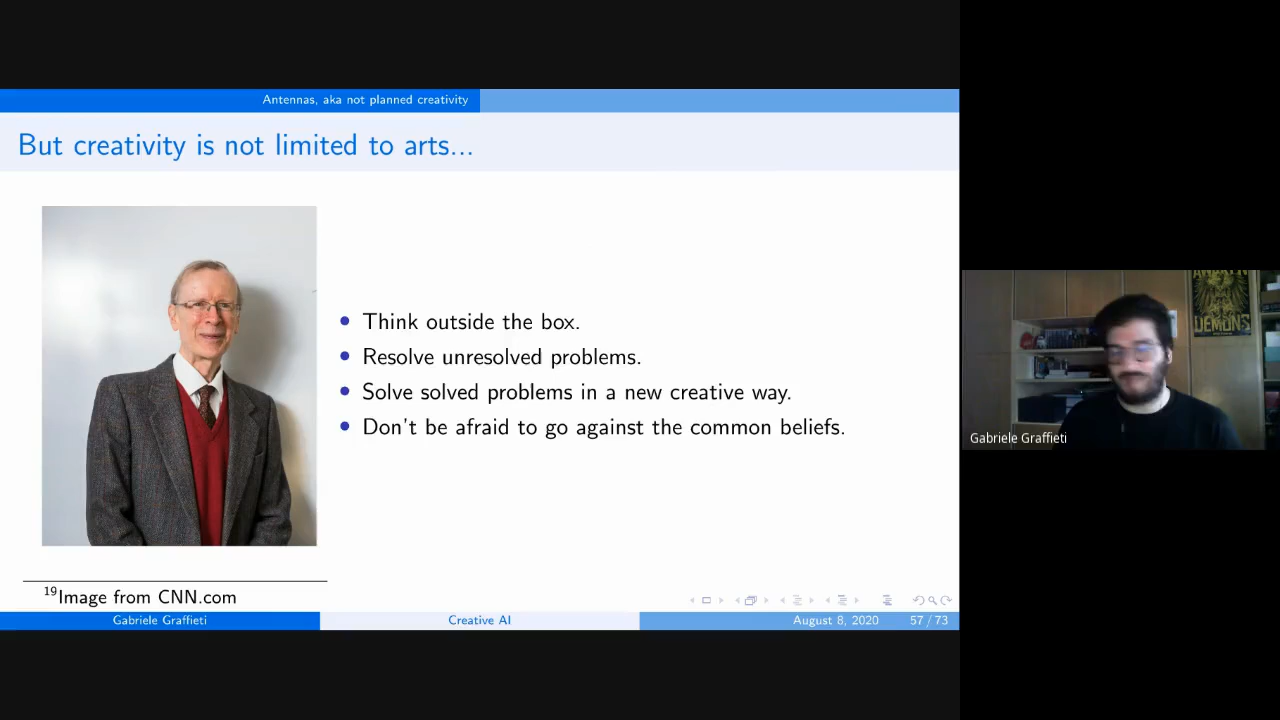 Antennas, aka not planned creativity
But creativity is not limited to arts...
Think outside the box.
Resolve unresolved problems.
Solve solved problems in a new creative way.
Don't be afraid to go against the common beliefs.
19Image from CNN.com
Gabriele Graffieti
Creative AI
August 8, 2020
57 / 73
DEMONS
Gabriele Graffieti